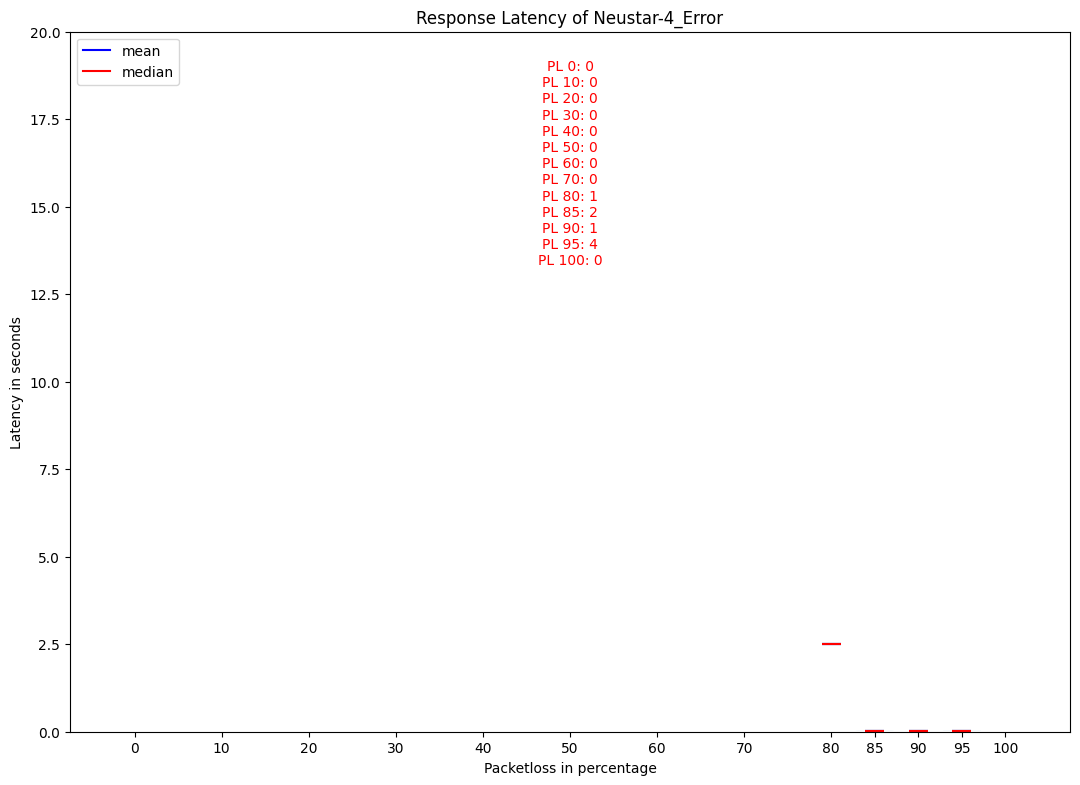 Response Latency of Neustar-4_Error
mean
median
PL 0: 0
PL 10: 0
PL 20: 0
PL 30: 0
PL 40: 0
PL 50: 0
PL 60: 0
PL 70: 0
PL 80: 1
PL 85: 2
PL 90: 1
PL 95: 4
PL 100: 0
Latency in seconds
20.0
17.5
15.0
12.5
10.0
7.5
5.0
2.5
0.0
0 10 20 30 40 50 60 70 80 85 90 95 100
Packetloss in percentage